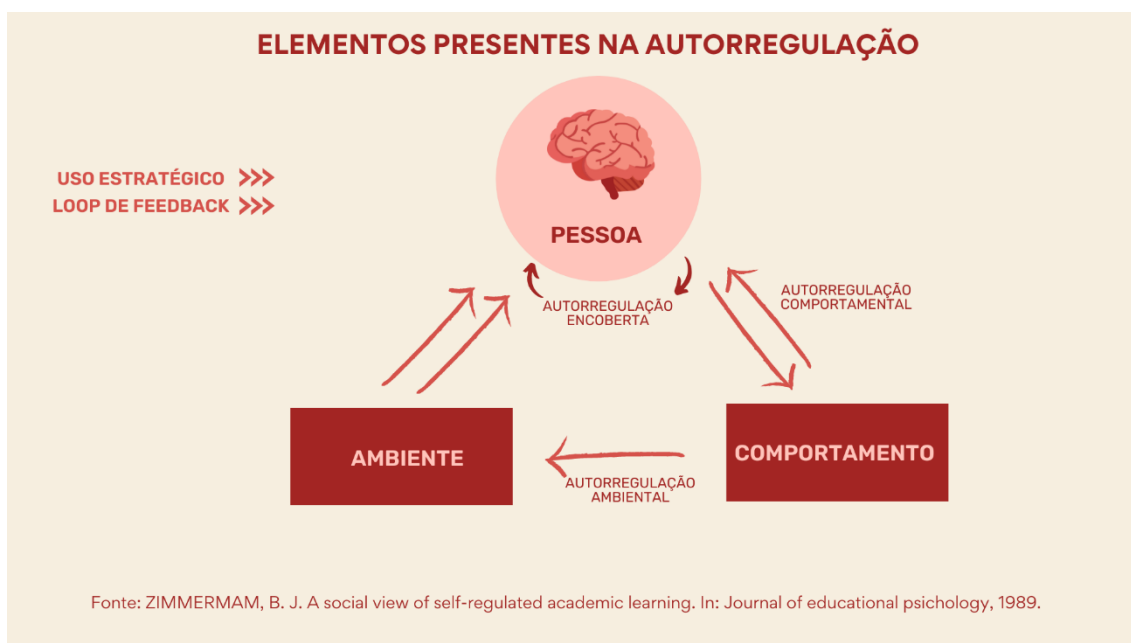 ELEMENTOS PRESENTES NA AUTORREGULAÇÃO
USO ESTRATÉGICO >>>
LOOP DE FEEDBACK >>>
PESSOA
AUTORREGULAÇÃO
ENCOBERTA
AUTORREGULAÇÃO
COMPORTAMENTAL
AMBIENTE
COMPORTAMENTO
AUTORREGULAÇÃO
AMBIENTAL
Fonte: ZIMMERMAM, B. J. A social view of self-regulated academic learning. In: Journal of educational psichology, 1989.